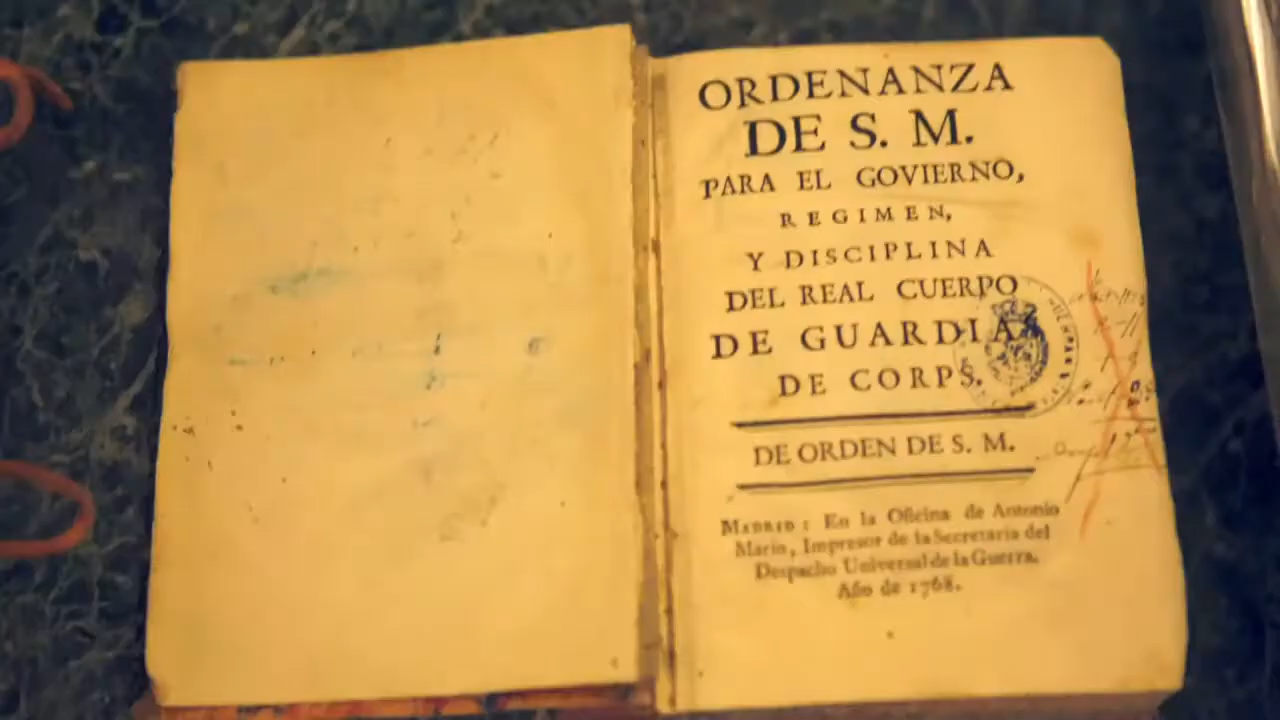 ORDENANZA
DE S. M.
PARA EL GOVIERNO,
REGIMEN,
Y DISCIPLINA
DEL REAL CUERPO
DE GUARDIAS
DE CORPS.
DE ORDEN DE S. M.
MADRID: En la Oficina de Antonio
Marin, Impresor de la Secretaria del
Despacho Universal de la Guerra.
Año de 1768.